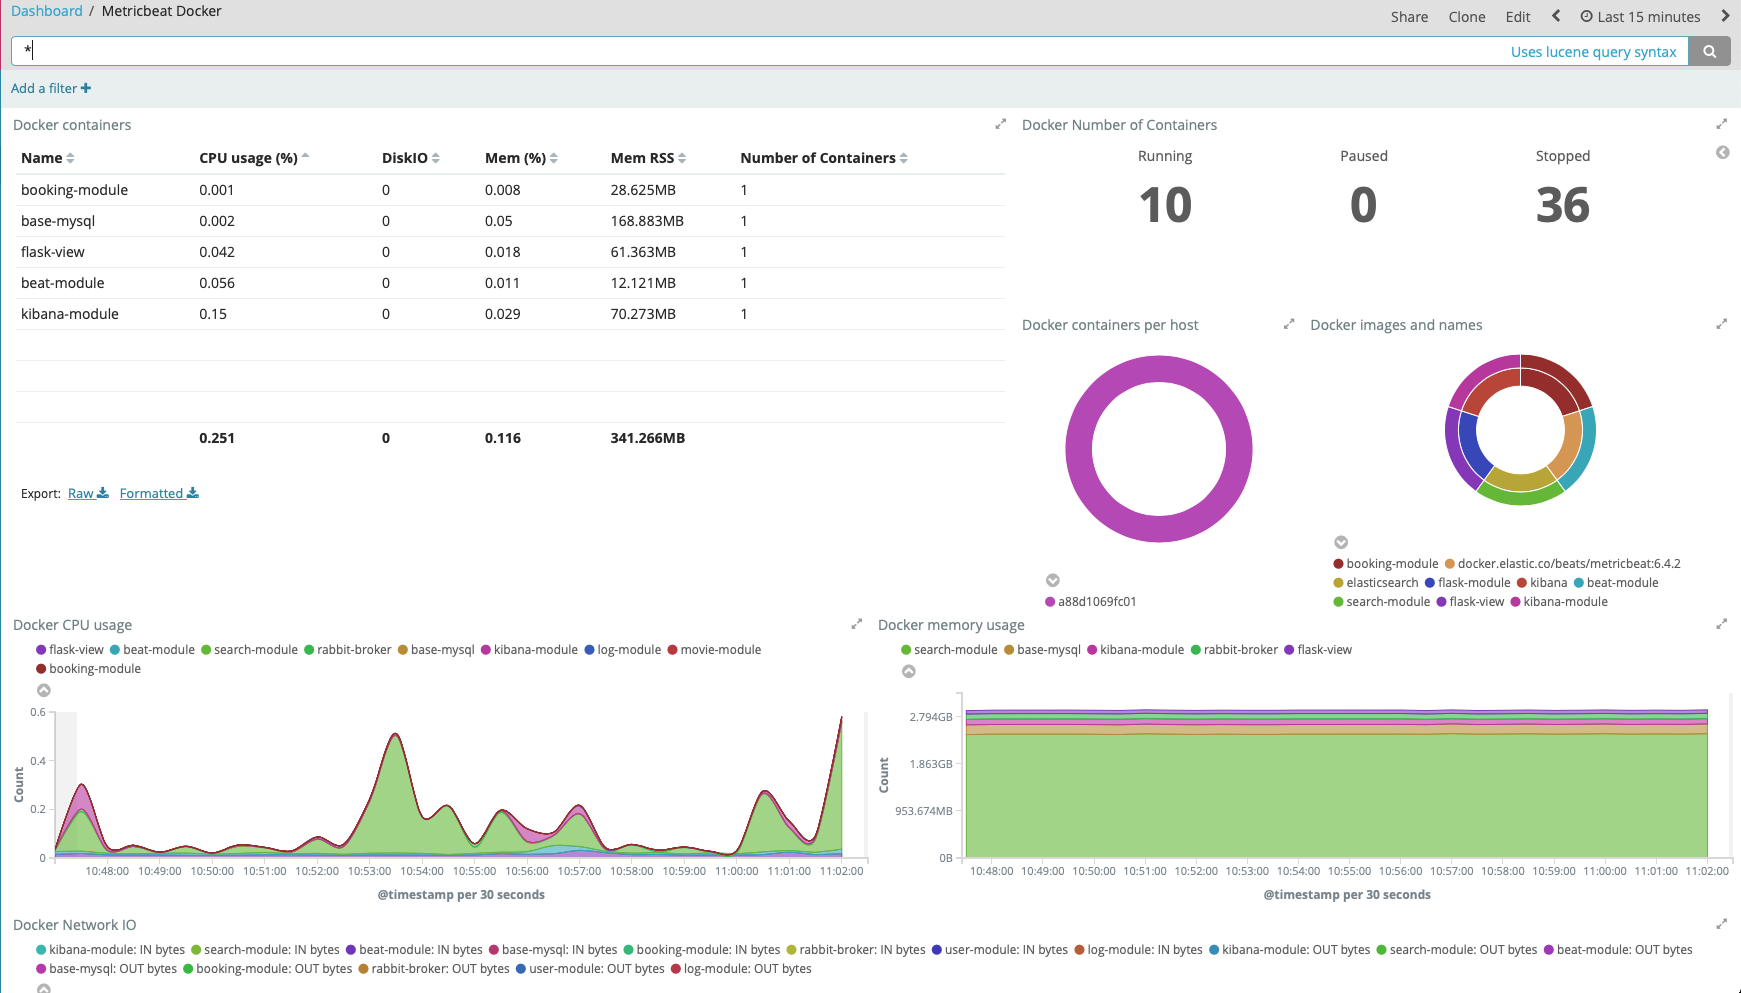 Dashboard / Metricbeat Docker
Share Clone Edit Last 15 minutes
*
Uses lucene query syntax
Add a filter +
Docker containers
Name CPU usage (%) DiskIO Mem (%) Mem RSS Number of Containers
booking-module 0.001 0 0.008 28.625MB 1
base-mysql 0.002 0 0.05 168.883MB 1
flask-view 0.042 0 0.018 61.363MB 1
beat-module 0.056 0 0.011 12.121MB 1
kibana-module 0.15 0 0.029 70.273MB 1
0.251 0 0.116 341.266MB
Export: Raw Formatted
Docker Number of Containers
Running Paused Stopped
10 0 36
Docker containers per host
a88d1069fc01
Docker images and names
booking-module docker.elastic.co/beats/metricbeat:6.4.2
elasticsearch flask-module kibana beat-module
search-module flask-view kibana-module
Docker CPU usage
flask-view beat-module search-module rabbit-broker base-mysql kibana-module log-module movie-module
booking-module
0.6
0.4
0.2
0
Count
10:48:00 10:49:00 10:50:00 10:51:00 10:52:00 10:53:00 10:54:00 10:55:00 10:56:00 10:57:00 10:58:00 10:59:00 11:00:00 11:01:00 11:02:00
@timestamp per 30 seconds
Docker memory usage
search-module base-mysql kibana-module rabbit-broker flask-view
2.794GB
1.863GB
953.674MB
0B
Count
10:48:00 10:49:00 10:50:00 10:51:00 10:52:00 10:53:00 10:54:00 10:55:00 10:56:00 10:57:00 10:58:00 10:59:00 11:00:00 11:01:00 11:02:00
@timestamp per 30 seconds
Docker Network IO
kibana-module: IN bytes search-module: IN bytes beat-module: IN bytes base-mysql: IN bytes booking-module: IN bytes rabbit-broker: IN bytes user-module: IN bytes log-module: IN bytes kibana-module: OUT bytes search-module: OUT bytes beat-module: OUT bytes
base-mysql: OUT bytes booking-module: OUT bytes rabbit-broker: OUT bytes user-module: OUT bytes log-module: OUT bytes